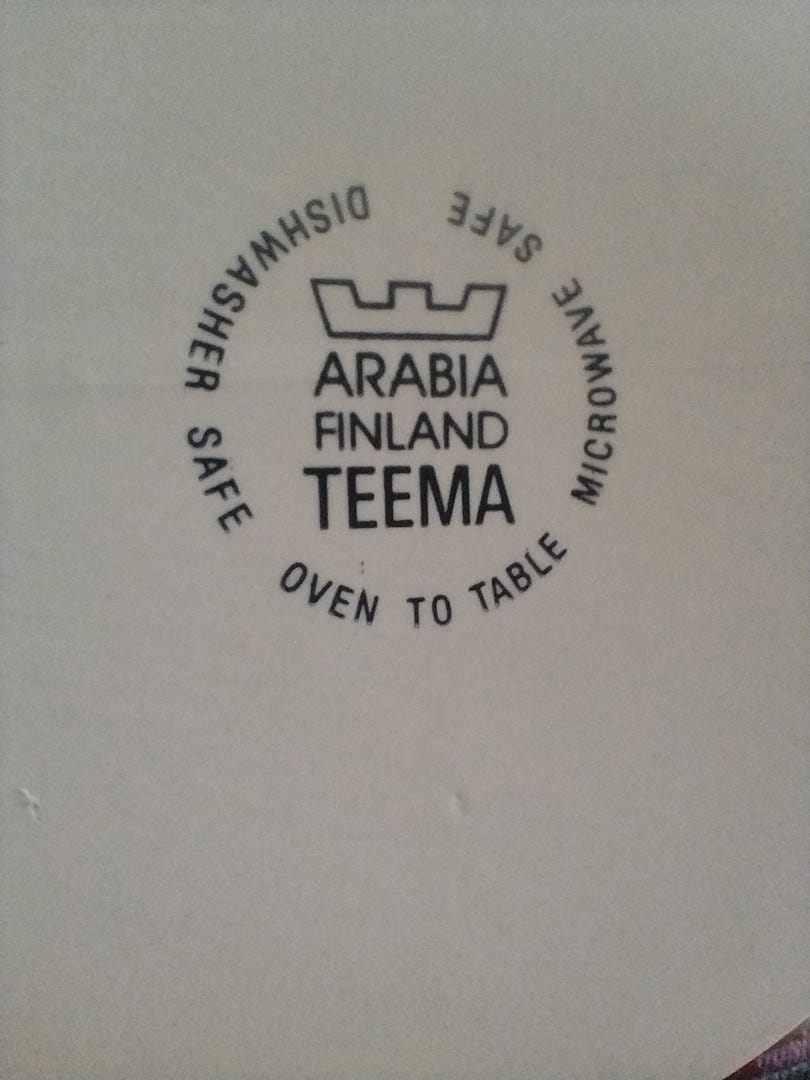 ARABIA
FINLAND
TEEMA
DISHWASHER SAFE OVEN TO TABLE MICROWAVE SAFE